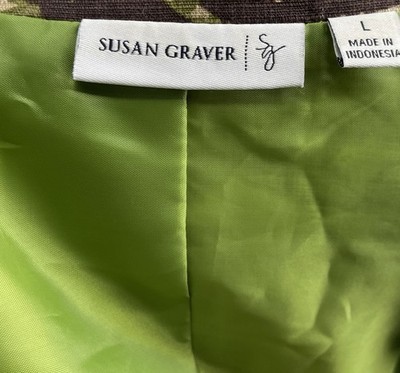 SUSAN GRAVER
sg
L
MADE IN
INDONESIA